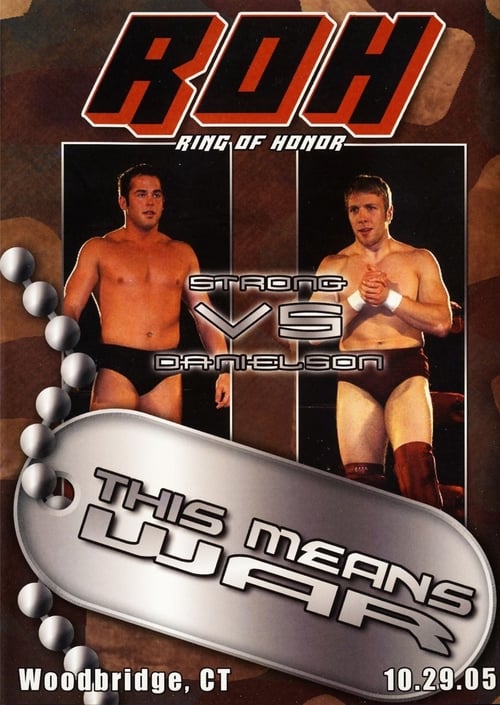 ROH
RING OF HONOR
STRONG
VS
DANIELSON
THIS MEANS
WAR
Woodbridge, CT
10.29.05